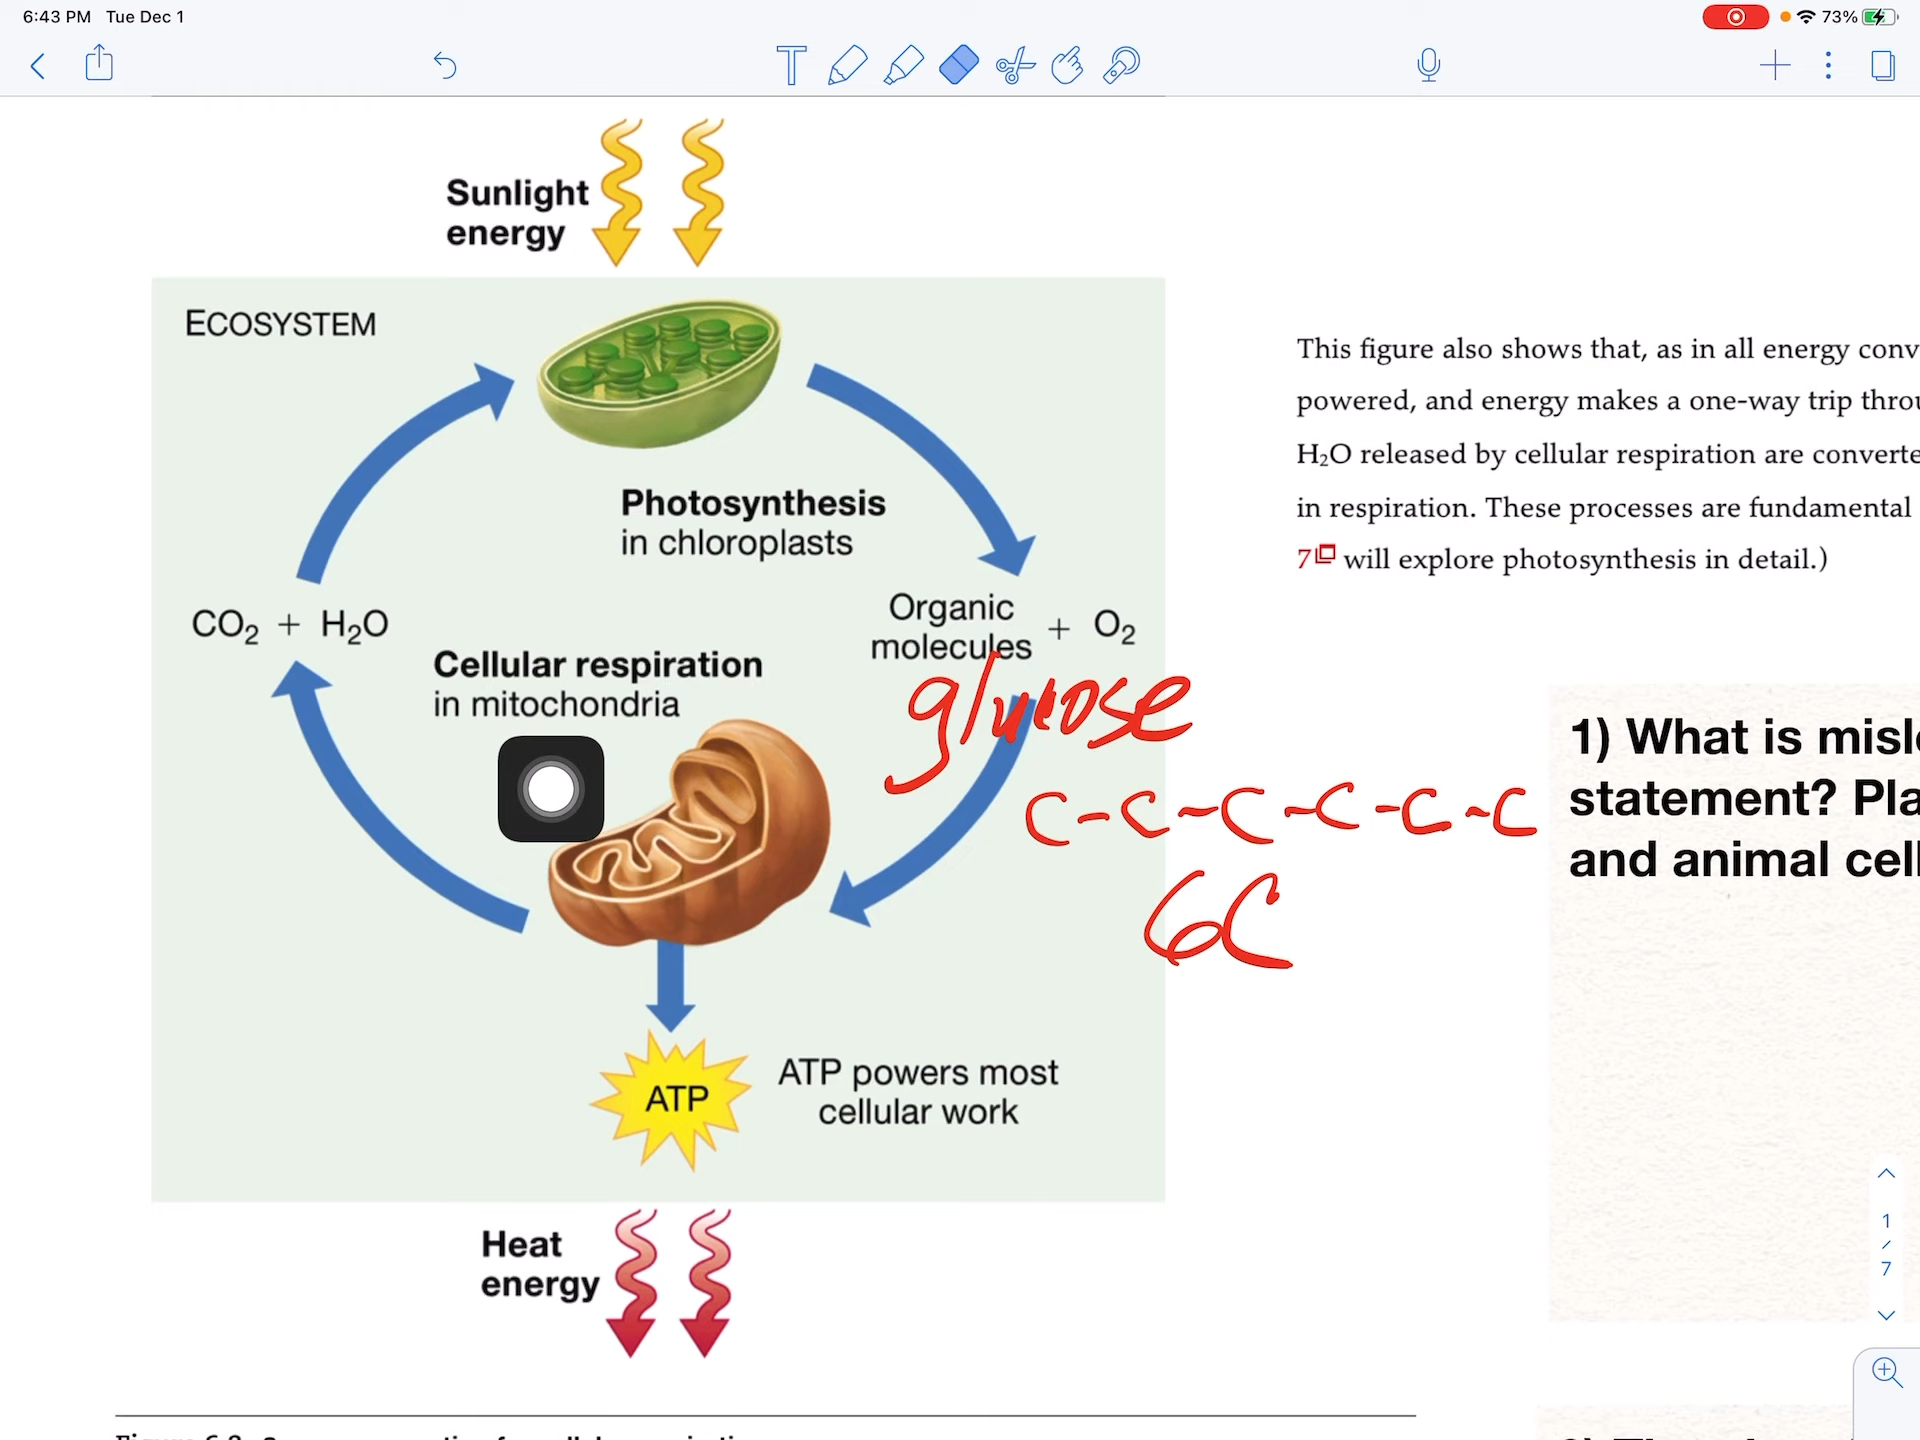 6:43 PM Tue Dec 1
73%
Sunlight
energy
ECOSYSTEM
Photosynthesis
in chloroplasts
CO₂ + H₂O
Organic
molecules + O₂
Cellular respiration
in mitochondria
glucose
C-C-C-C-C-C
6C
ATP
ATP powers most
cellular work
Heat
energy
This figure also shows that, as in all energy conv
powered, and energy makes a one-way trip throu
H₂O released by cellular respiration are converte
in respiration. These processes are fundamental
7 will explore photosynthesis in detail.)
1) What is misl
statement? Pla
and animal cell
1
/
7